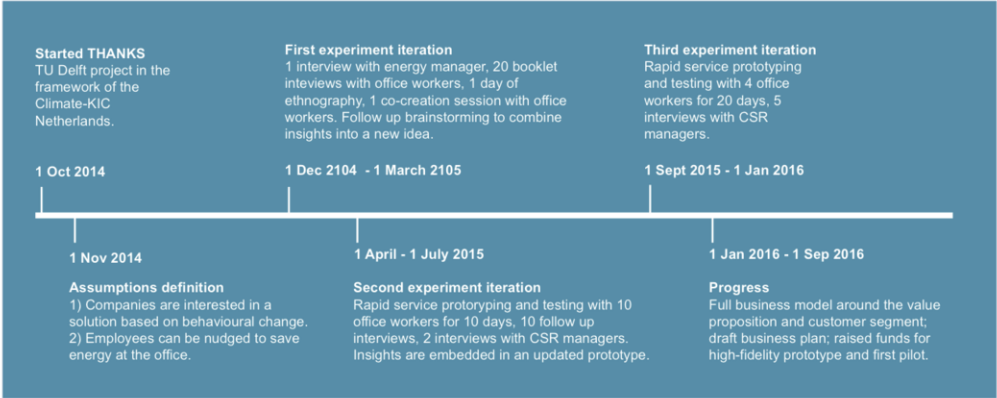 Started THANKS
TU Delft project in the
framework of the
Climate-KIC
Netherlands.
1 Oct 2014
First experiment iteration
1 interview with energy manager, 20 booklet
inteviews with office workers, 1 day of
ethnography, 1 co-creation session with office
workers. Follow up brainstorming to combine
insights into a new idea.
1 Dec 2104 - 1 March 2105
Third experiment iteration
Rapid service prototyping
and testing with 4 office
workers for 20 days, 5
interviews with CSR
managers.
1 Sept 2015 - 1 Jan 2016
1 Nov 2014
Assumptions definition
1) Companies are interested in a
solution based on behavioural change.
2) Employees can be nudged to save
energy at the office.
1 April - 1 July 2015
Second experiment iteration
Rapid service protoryping and testing with 10
office workers for 10 days, 10 follow up
interviews, 2 interviews with CSR managers.
Insights are embedded in an updated prototype.
1 Jan 2016 - 1 Sep 2016
Progress
Full business model around the value
proposition and customer segment;
draft business plan; raised funds for
high-fidelity prototype and first pilot.